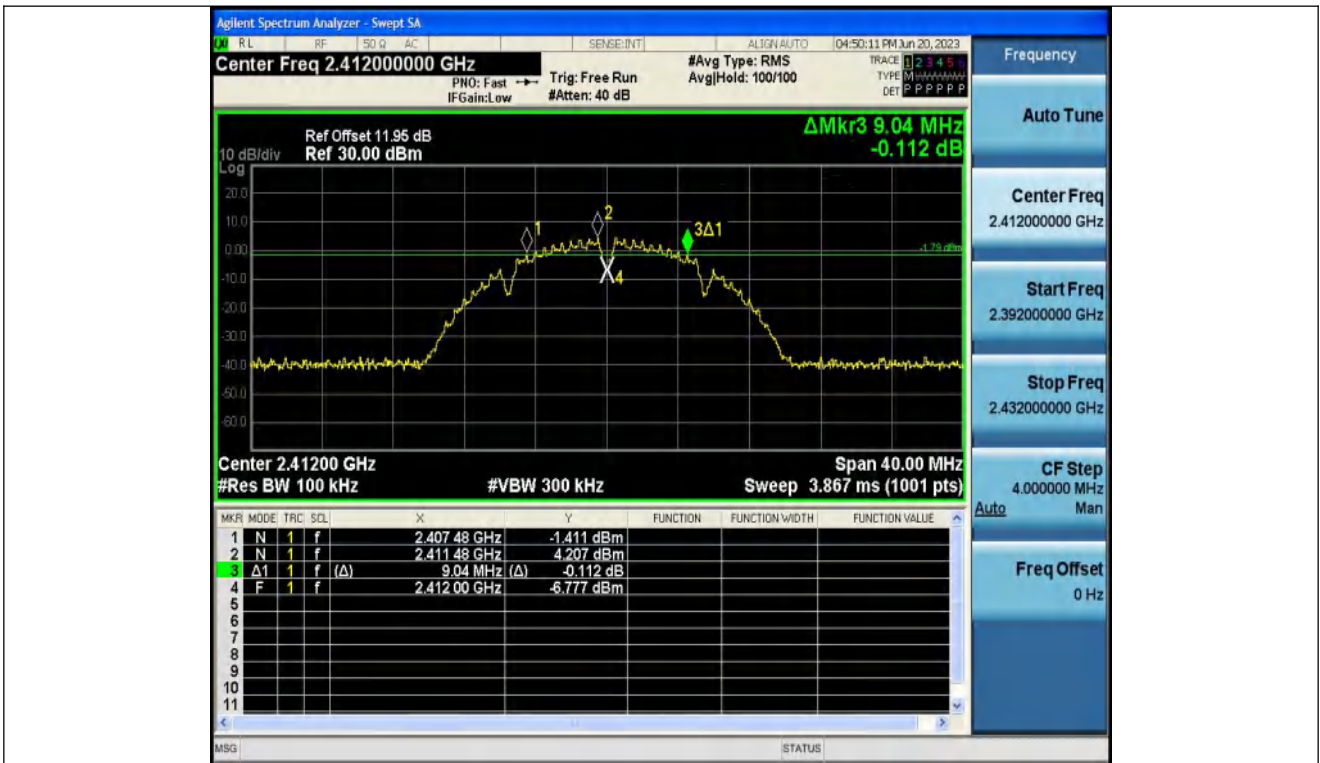 Agilent Spectrum Analyzer - Swept SA
RL RF 50 Ω AC SENSE:INT ALIGN AUTO 04:50:11 PM Jun 20, 2023
Center Freq 2.412000000 GHz
PNO: Fast
IFGain:Low
Trig: Free Run
#Atten: 40 dB
#Avg Type: RMS
Avg|Hold: 100/100
TRACE 1 2 3 4 5 6
TYPE M
DET P P P P P P
Ref Offset 11.95 dB
10 dB/div Ref 30.00 dBm
Log
ΔMkr3 9.04 MHz
-0.112 dB
20.0
10.0
0.00
-10.0
-20.0
-30.0
-40.0
-50.0
-60.0
1
2
3Δ1
4
-1.79 dBm
Center 2.41200 GHz Span 40.00 MHz
#Res BW 100 kHz #VBW 300 kHz Sweep 3.867 ms (1001 pts)
MKR MODE TRC SCL X Y FUNCTION FUNCTION WIDTH FUNCTION VALUE
1 N 1 f 2.407 48 GHz -1.411 dBm
2 N 1 f 2.411 48 GHz 4.207 dBm
3 Δ1 1 f (Δ) 9.04 MHz (Δ) -0.112 dB
4 F 1 f 2.412 00 GHz -6.777 dBm
5
6
7
8
9
10
11
MSG STATUS
Frequency
Auto Tune
Center Freq
2.412000000 GHz
Start Freq
2.392000000 GHz
Stop Freq
2.432000000 GHz
CF Step
4.000000 MHz
Auto Man
Freq Offset
0 Hz